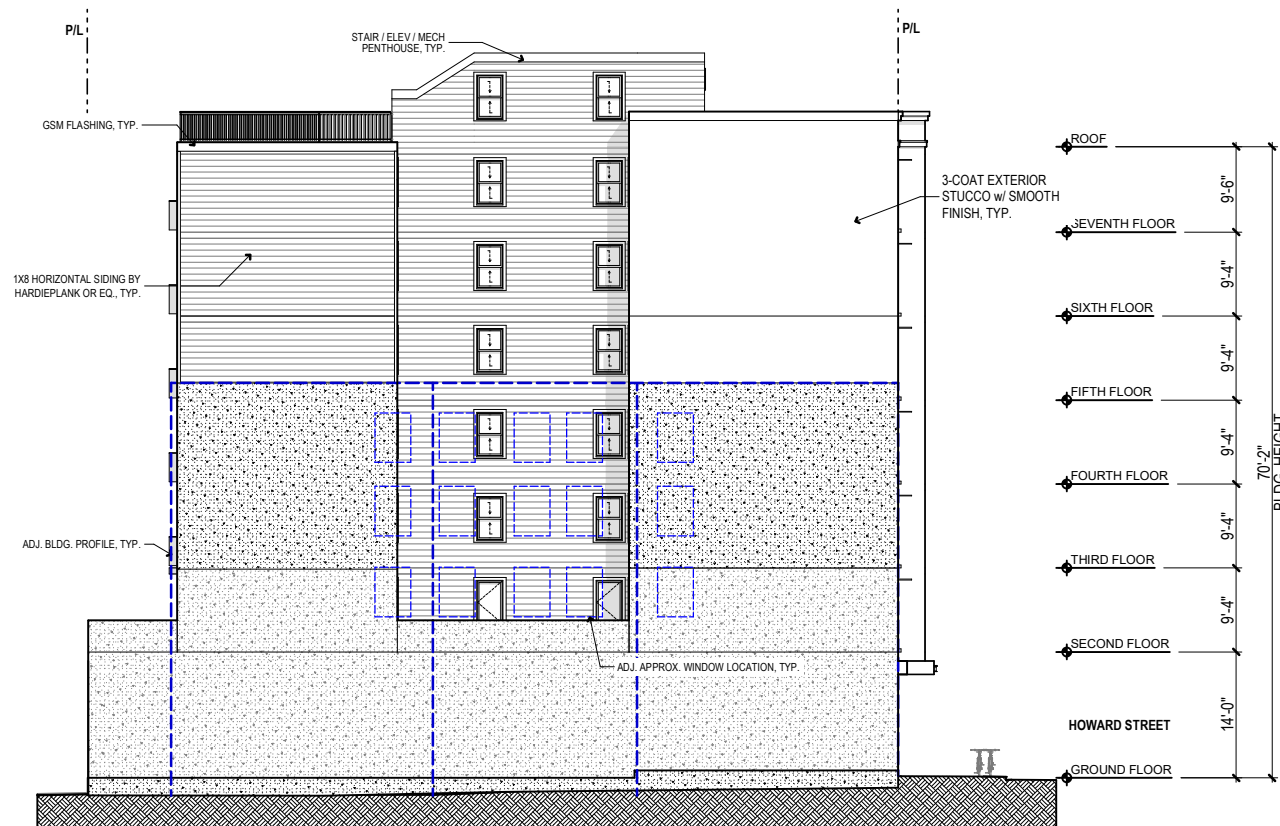 P/L
P/L
STAIR / ELEV / MECH
PENTHOUSE, TYP.
GSM FLASHING, TYP.
3-COAT EXTERIOR
STUCCO w/ SMOOTH
FINISH, TYP.
1X8 HORIZONTAL SIDING BY
HARDIEPLANK OR EQ., TYP.
ADJ. BLDG. PROFILE, TYP.
ADJ. APPROX. WINDOW LOCATION, TYP.
ROOF
9'-6"
SEVENTH FLOOR
9'-4"
SIXTH FLOOR
9'-4"
FIFTH FLOOR
9'-4"
FOURTH FLOOR
9'-4"
THIRD FLOOR
9'-4"
SECOND FLOOR
14'-0"
HOWARD STREET
GROUND FLOOR
70'-2"
BLDG. HEIGHT